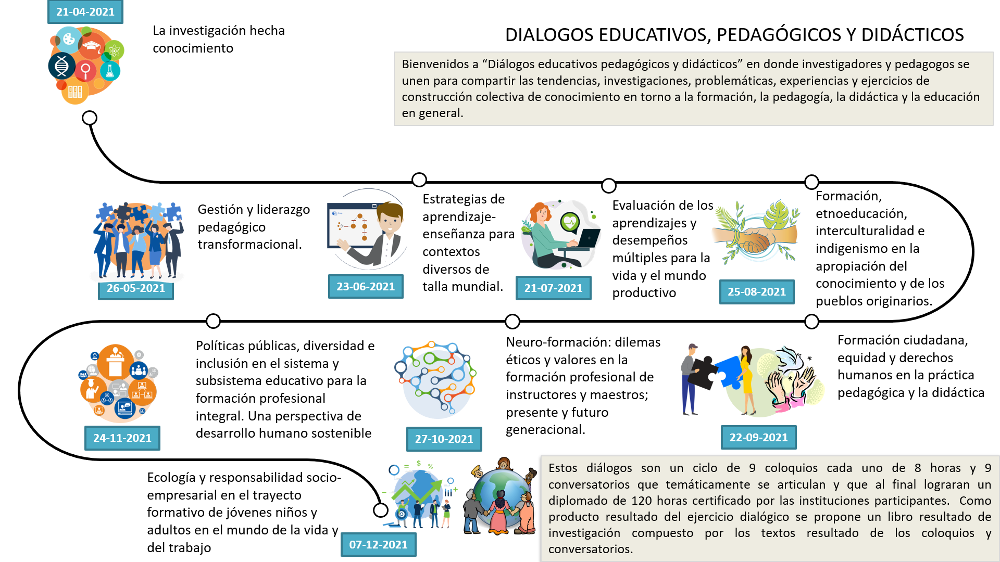 21-04-2021
La investigación hecha
conocimiento
DIALOGOS EDUCATIVOS, PEDAGÓGICOS Y DIDÁCTICOS
Bienvenidos a “Diálogos educativos pedagógicos y didácticos” en donde investigadores y pedagogos se
unen para compartir las tendencias, investigaciones, problemáticas, experiencias y ejercicios de
construcción colectiva de conocimiento en torno a la formación, la pedagogía, la didáctica y la educación
en general.
Gestión y liderazgo
pedagógico
transformacional.
26-05-2021
Estrategias de
aprendizaje-
enseñanza para
contextos
diversos de
talla mundial.
23-06-2021
Evaluación de los
aprendizajes y
desempeños
múltiples para la
vida y el mundo
productivo
21-07-2021
Formación,
etnoeducación,
interculturalidad e
indigenismo en la
apropiación del
conocimiento y de los
pueblos originarios.
25-08-2021
Políticas públicas, diversidad e
inclusión en el sistema y
subsistema educativo para la
formación profesional
integral. Una perspectiva de
desarrollo humano sostenible
24-11-2021
Neuro-formación: dilemas
éticos y valores en la
formación profesional de
instructores y maestros;
presente y futuro
generacional.
27-10-2021
Formación ciudadana,
equidad y derechos
humanos en la práctica
pedagógica y la didáctica
22-09-2021
Ecología y responsabilidad socio-
empresarial en el trayecto
formativo de jóvenes niños y
adultos en el mundo de la vida y
del trabajo
07-12-2021
= $ %
Estos diálogos son un ciclo de 9 coloquios cada uno de 8 horas y 9
conversatorios que temáticamente se articulan y que al final lograran un
diplomado de 120 horas certificado por las instituciones participantes. Como
producto resultado del ejercicio dialógico se propone un libro resultado de
investigación compuesto por los textos resultado de los coloquios y
conversatorios.